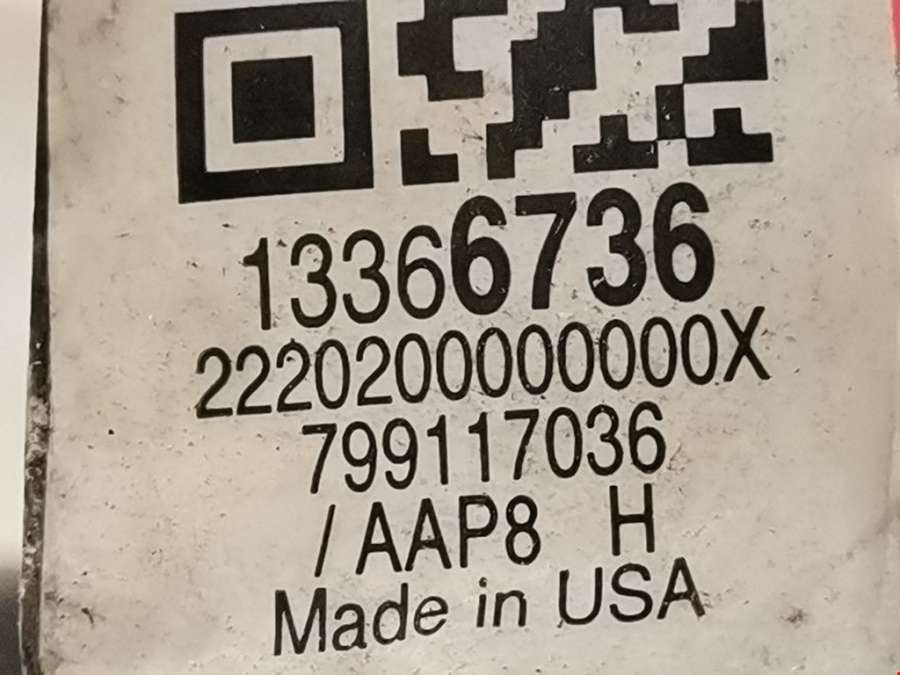 13366736
2220200000000X
799117036
/ AAP8 H
Made in USA